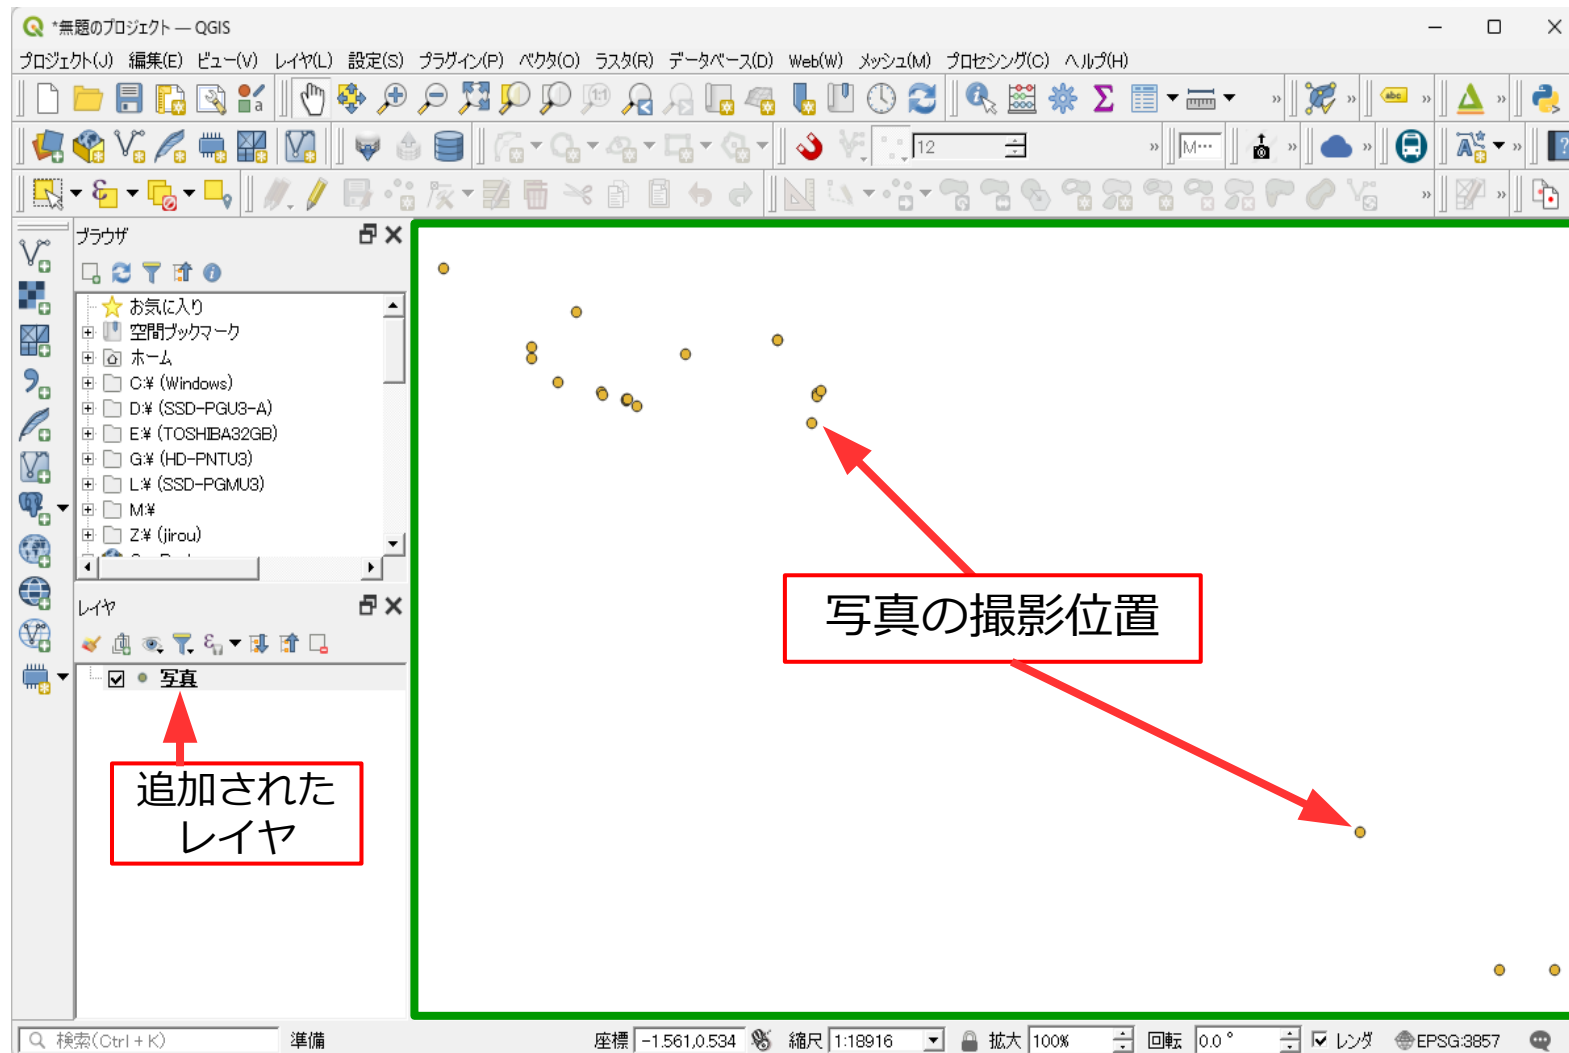 *無題のプロジェクト — QGIS
プロジェクト(J) 編集(E) ビュー(V) レイヤ(L) 設定(S) プラグイン(P) ベクタ(O) ラスタ(R) データベース(D) Web(W) メッシュ(M) プロセシング(C) ヘルプ(H)
12
M…
ブラウザ
お気に入り
空間ブックマーク
ホーム
C:¥ (Windows)
D:¥ (SSD-PGU3-A)
E:¥ (TOSHIBA32GB)
G:¥ (HD-PNTU3)
L:¥ (SSD-PGMU3)
M:¥
Z:¥ (jirou)
レイヤ
写真
追加された
レイヤ
写真の撮影位置
検索(Ctrl+K) 準備 座標 -1.561,0.534 縮尺 1:18916 拡大 100% 回転 0.0 ° レンダ EPSG:3857